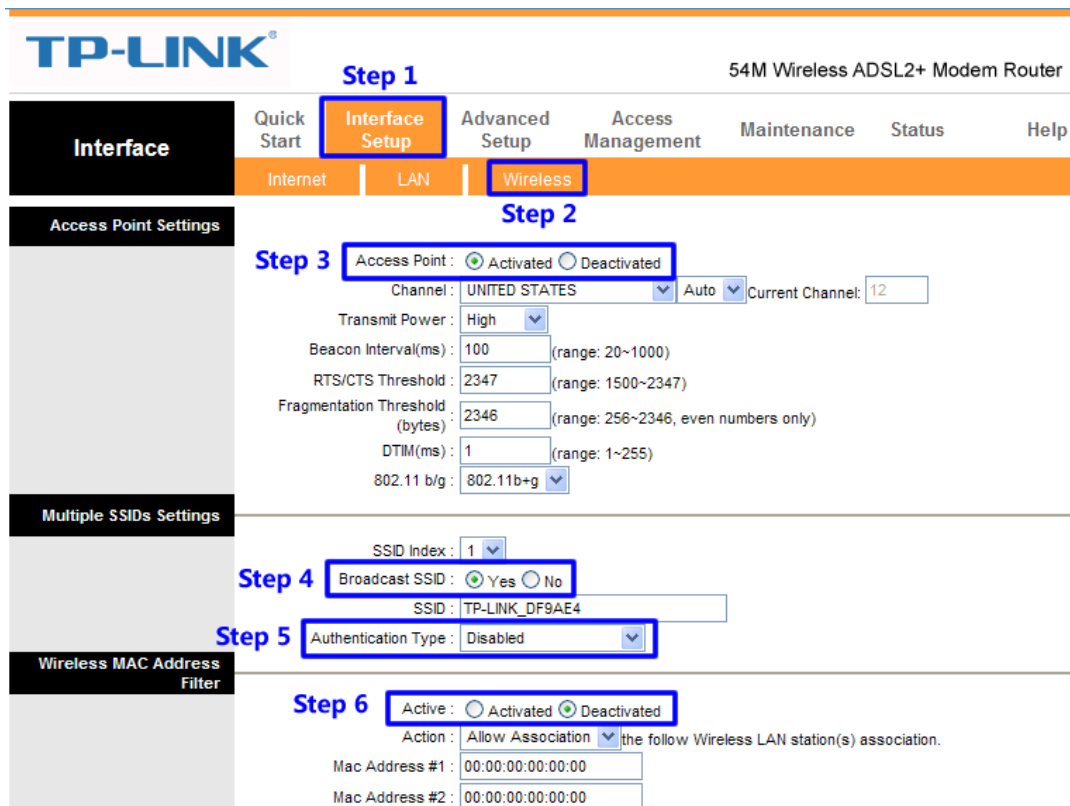 TP-LINK®
54M Wireless ADSL2+ Modem Router
Step 1
Interface
Quick Start
Interface Setup
Advanced Setup
Access Management
Maintenance
Status
Help
Internet
LAN
Wireless
Step 2
Access Point Settings
Step 3
Access Point : Activated Deactivated
Channel : UNITED STATES Auto Current Channel: 12
Transmit Power : High
Beacon Interval(ms) : 100 (range: 20~1000)
RTS/CTS Threshold : 2347 (range: 1500~2347)
Fragmentation Threshold (bytes) : 2346 (range: 256~2346, even numbers only)
DTIM(ms) : 1 (range: 1~255)
802.11 b/g : 802.11b+g
Multiple SSIDs Settings
SSID Index : 1
Step 4
Broadcast SSID : Yes No
SSID : TP-LINK_DF9AE4
Step 5
Authentication Type : Disabled
Wireless MAC Address Filter
Step 6
Active : Activated Deactivated
Action : Allow Association the follow Wireless LAN station(s) association.
Mac Address #1 : 00:00:00:00:00:00
Mac Address #2 : 00:00:00:00:00:00